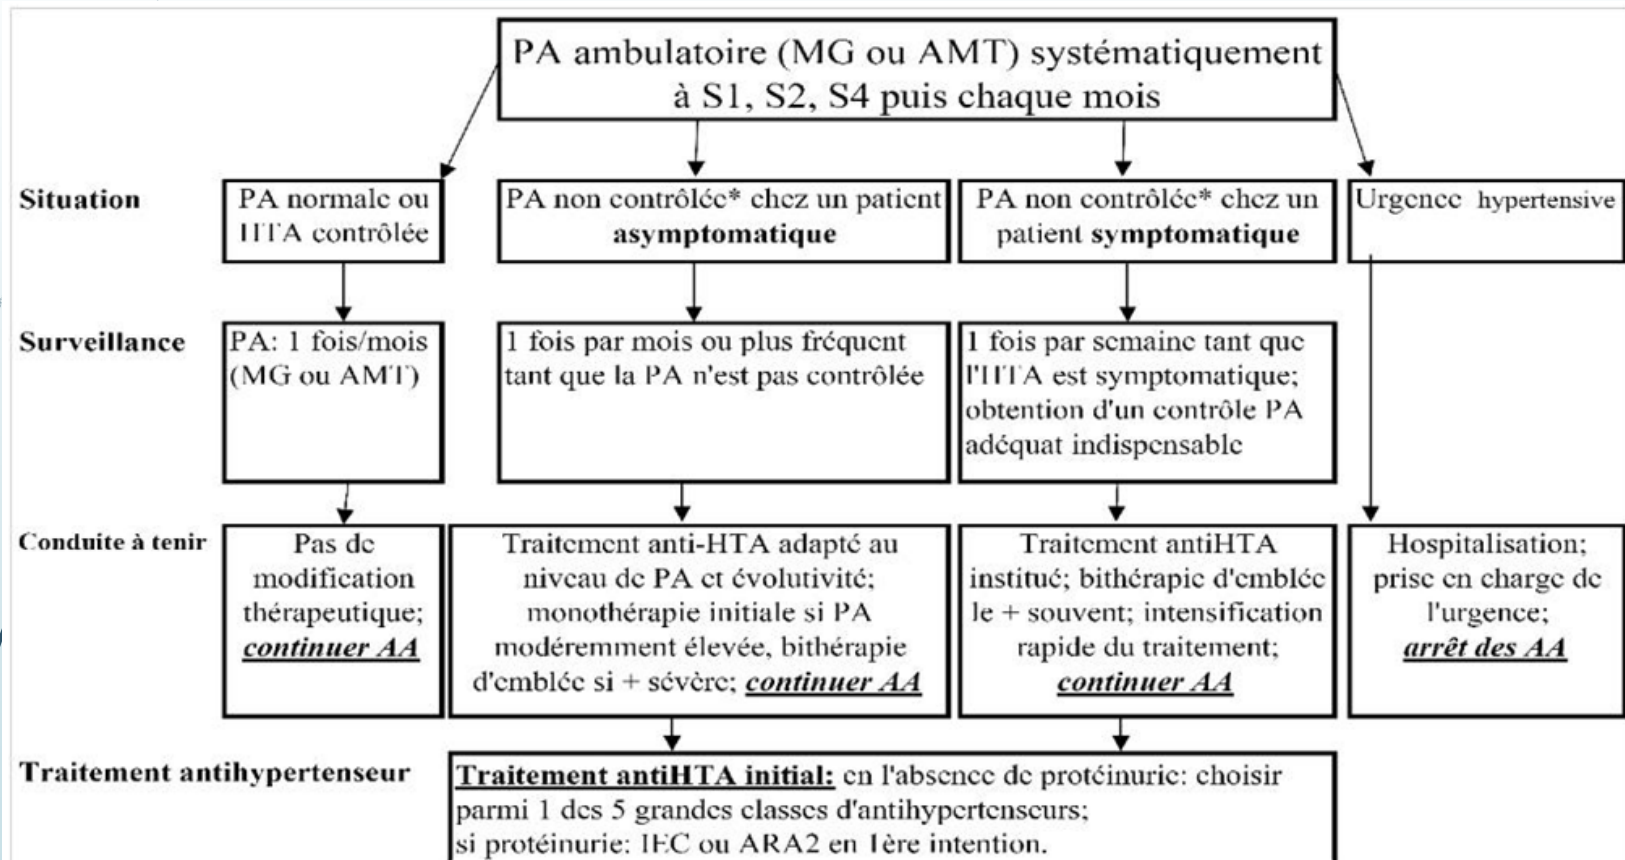 PA ambulatoire (MG ou AMT) systématiquement
à S1, S2, S4 puis chaque mois
Situation
PA normale ou
HTA contrôlée
PA non contrôlée* chez un patient
asymptomatique
PA non contrôlée* chez un
patient symptomatique
Urgence hypertensive
Surveillance
PA: 1 fois/mois
(MG ou AMT)
1 fois par mois ou plus fréquent
tant que la PA n'est pas contrôlée
1 fois par semaine tant que
l'HTA est symptomatique;
obtention d'un contrôle PA
adéquat indispensable
Conduite à tenir
Pas de
modification
thérapeutique;
continuer AA
Traitement anti-HTA adapté au
niveau de PA et évolutivité;
monothérapie initiale si PA
modéremment élevée, bithérapie
d'emblée si + sévère; continuer AA
Traitement antiHTA
institué; bithérapie d'emblée
le + souvent; intensification
rapide du traitement;
continuer AA
Hospitalisation;
prise en charge de
l'urgence;
arrêt des AA
Traitement antihypertenseur
Traitement antiHTA initial: en l'absence de protéinurie: choisir
parmi 1 des 5 grandes classes d'antihypertenseurs;
si protéinurie: IEC ou ARA2 en 1ère intention.